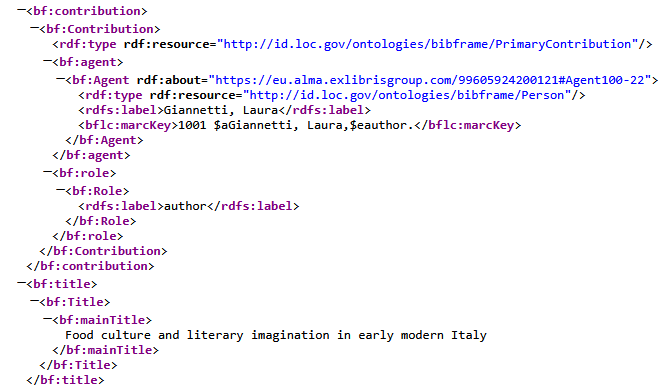 −<bf:contribution>
−<bf:Contribution>
<rdf:type rdf:resource="http://id.loc.gov/ontologies/bibframe/PrimaryContribution"/>
−<bf:agent>
−<bf:Agent rdf:about="https://eu.alma.exlibrisgroup.com/99605924200121#Agent100-22">
<rdf:type rdf:resource="http://id.loc.gov/ontologies/bibframe/Person"/>
<rdfs:label>Giannetti, Laura</rdfs:label>
<bflc:marcKey>1001 $aGiannetti, Laura,$eauthor.</bflc:marcKey>
</bf:Agent>
</bf:agent>
−<bf:role>
−<bf:Role>
<rdfs:label>author</rdfs:label>
</bf:Role>
</bf:role>
</bf:Contribution>
</bf:contribution>
−<bf:title>
−<bf:Title>
−<bf:mainTitle>
Food culture and literary imagination in early modern Italy
</bf:mainTitle>
</bf:Title>
</bf:title>